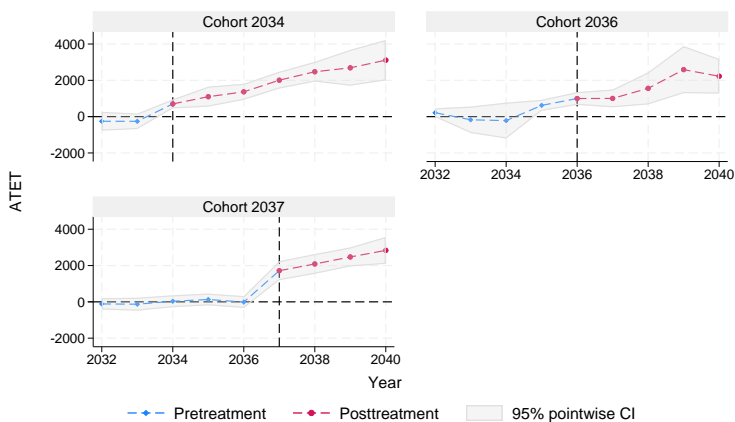 Cohort 2034
Cohort 2036
4000
2000
0
-2000
2032 2034 2036 2038 2040
Cohort 2037
4000
2000
0
-2000
2032 2034 2036 2038 2040
ATET
Year
Pretreatment Posttreatment 95% pointwise CI